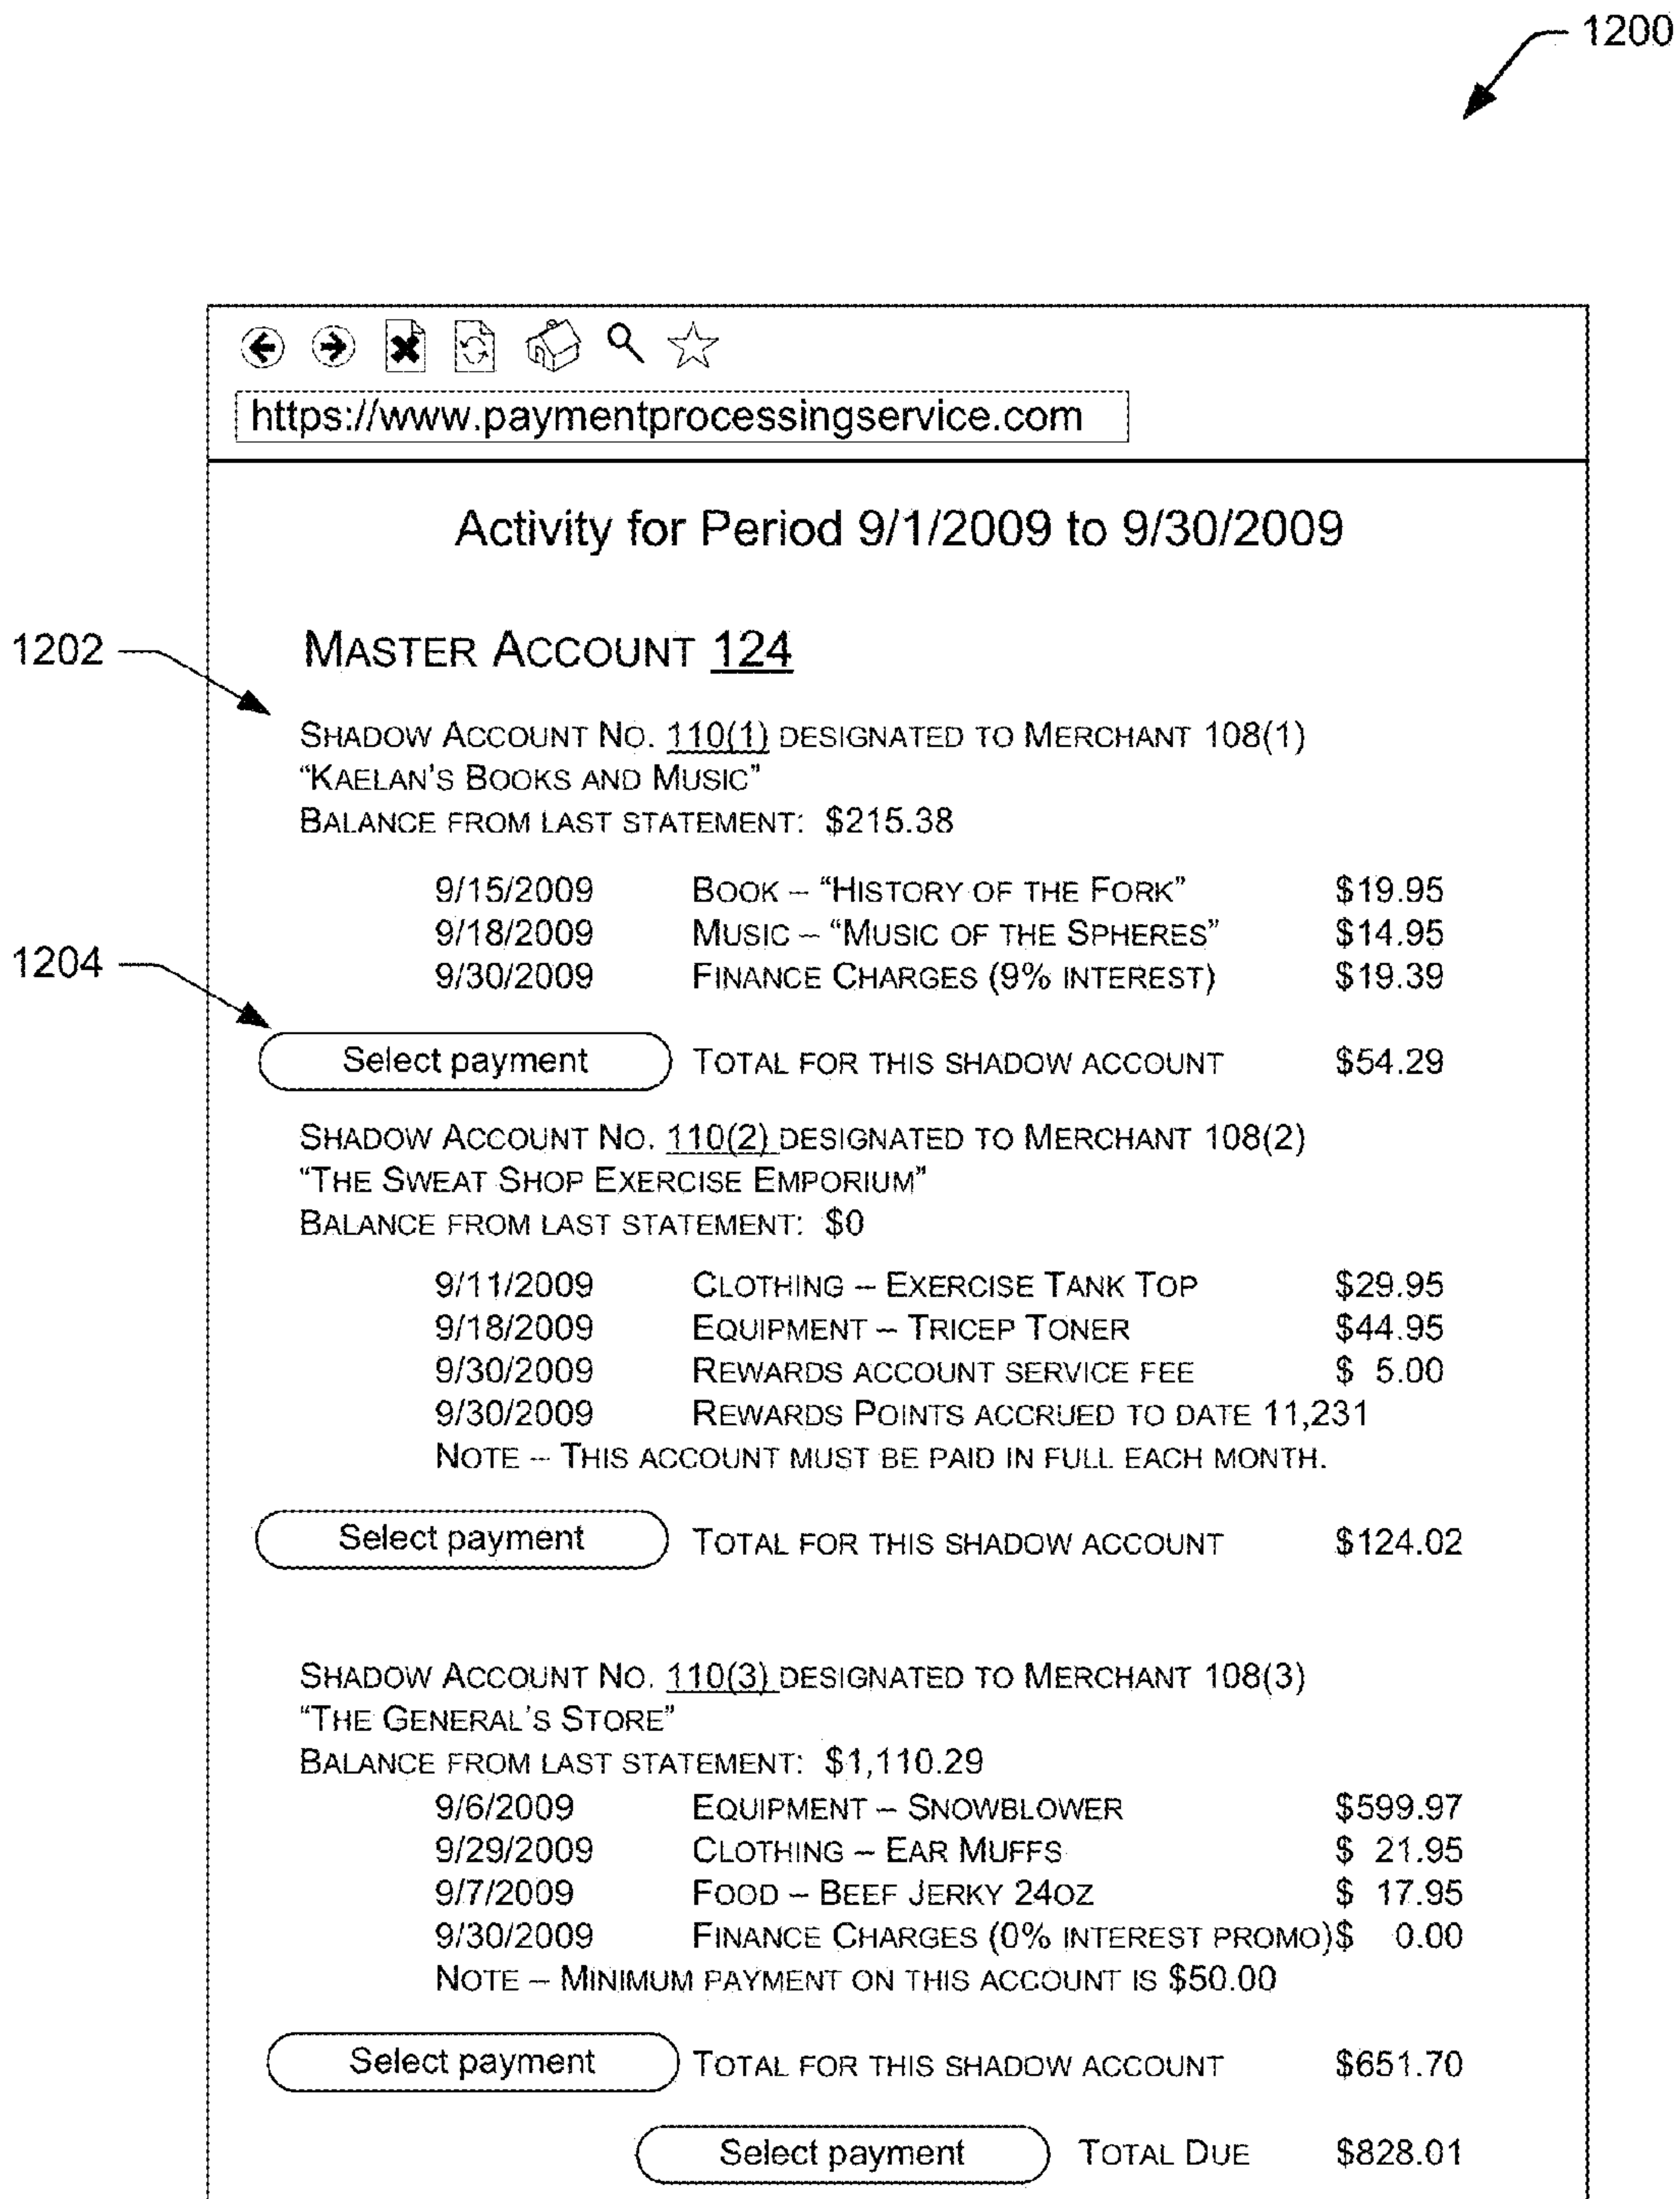 1200
https://www.paymentprocessingservice.com
Activity for Period 9/1/2009 to 9/30/2009
1202
MASTER ACCOUNT 124
SHADOW ACCOUNT NO. 110(1) DESIGNATED TO MERCHANT 108(1)
“KAELAN’S BOOKS AND MUSIC”
BALANCE FROM LAST STATEMENT: $215.38
9/15/2009 BOOK – “HISTORY OF THE FORK” $19.95
9/18/2009 MUSIC – “MUSIC OF THE SPHERES” $14.95
1204
9/30/2009 FINANCE CHARGES (9% INTEREST) $19.39
Select payment TOTAL FOR THIS SHADOW ACCOUNT $54.29
SHADOW ACCOUNT NO. 110(2) DESIGNATED TO MERCHANT 108(2)
“THE SWEAT SHOP EXERCISE EMPORIUM”
BALANCE FROM LAST STATEMENT: $0
9/11/2009 CLOTHING – EXERCISE TANK TOP $29.95
9/18/2009 EQUIPMENT – TRICEP TONER $44.95
9/30/2009 REWARDS ACCOUNT SERVICE FEE $ 5.00
9/30/2009 REWARDS POINTS ACCRUED TO DATE 11,231
NOTE – THIS ACCOUNT MUST BE PAID IN FULL EACH MONTH.
Select payment TOTAL FOR THIS SHADOW ACCOUNT $124.02
SHADOW ACCOUNT NO. 110(3) DESIGNATED TO MERCHANT 108(3)
“THE GENERAL’S STORE”
BALANCE FROM LAST STATEMENT: $1,110.29
9/6/2009 EQUIPMENT – SNOWBLOWER $599.97
9/29/2009 CLOTHING – EAR MUFFS $ 21.95
9/7/2009 FOOD – BEEF JERKY 24OZ $ 17.95
9/30/2009 FINANCE CHARGES (0% INTEREST PROMO)$ 0.00
NOTE – MINIMUM PAYMENT ON THIS ACCOUNT IS $50.00
Select payment TOTAL FOR THIS SHADOW ACCOUNT $651.70
Select payment TOTAL DUE $828.01